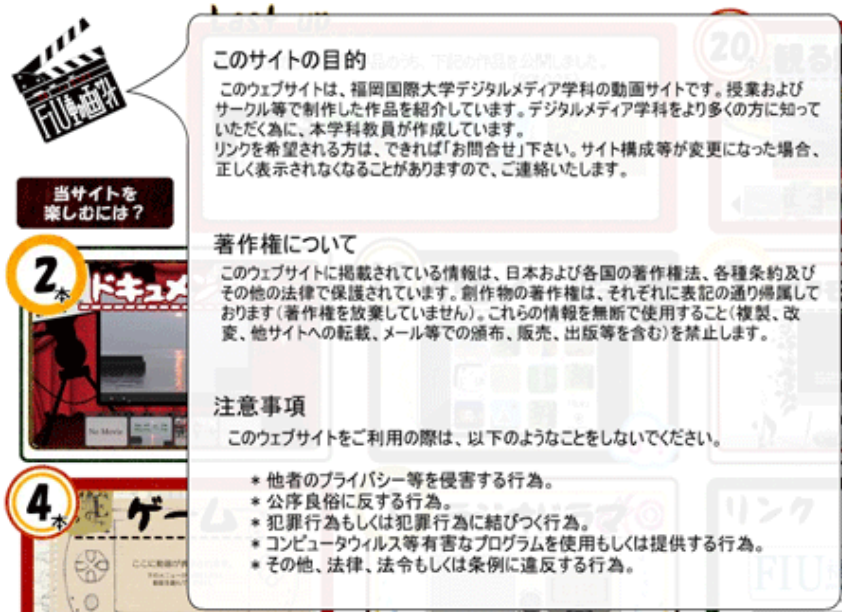 Last up
FIU動画祭
このサイトの目的
このウェブサイトは、福岡国際大学デジタルメディア学科の動画サイトです。授業および
サークル等で制作した作品を紹介しています。デジタルメディア学科をより多くの方に知って
いただく為に、本学科教員が作成しています。
リンクを希望される方は、できれば「お問合せ」下さい。サイト構成等が変更になった場合、
正しく表示されなくなることがありますので、ご連絡いたします。
20
本
観る
当サイトを
楽しむには？
著作権について
このウェブサイトに掲載されている情報は、日本および各国の著作権法、各種条約及び
その他の法律で保護されています。創作物の著作権は、それぞれに表記の通り帰属して
おります（著作権を放棄していません）。これらの情報を無断で使用すること（複製、改
変、他サイトへの転載、メール等での頒布、販売、出版等を含む）を禁止します。
2本
ドキュメン
No Movie
注意事項
このウェブサイトをご利用の際は、以下のようなことをしないでください。
* 他者のプライバシー等を侵害する行為。
* 公序良俗に反する行為。
* 犯罪行為もしくは犯罪行為に結びつく行為。
* コンピュータウィルス等有害なプログラムを使用もしくは提供する行為。
* その他、法律、法令もしくは条例に違反する行為。
4本
ゲーム
ラジオドラマ
リンク
FIU